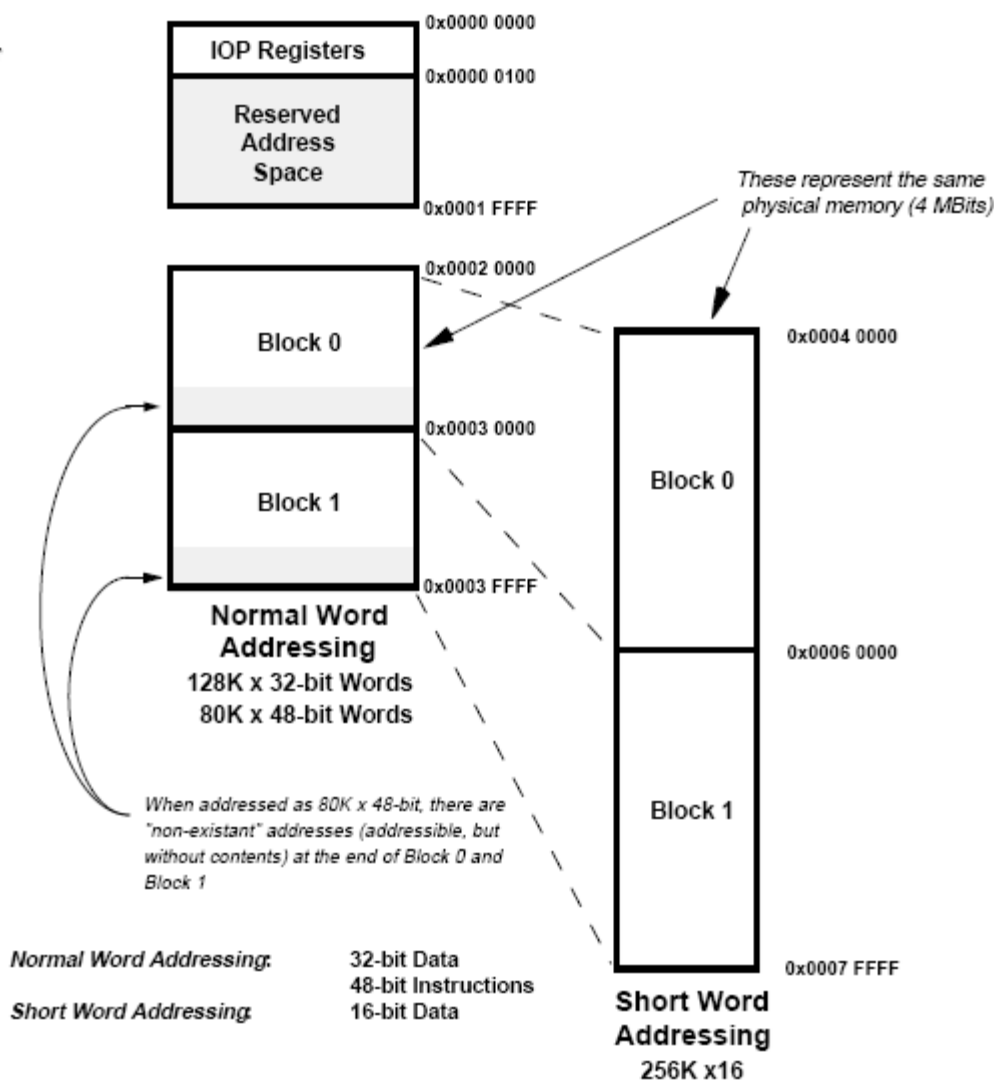 0x0000 0000
IOP Registers
0x0000 0100
Reserved
Address
Space
0x0001 FFFF
These represent the same
physical memory (4 MBits)
0x0002 0000
Block 0
0x0003 0000
Block 1
0x0003 FFFF
Normal Word
Addressing
128K x 32-bit Words
80K x 48-bit Words
0x0004 0000
Block 0
0x0006 0000
Block 1
0x0007 FFFF
Short Word
Addressing
256K x16
When addressed as 80K x 48-bit, there are
"non-existant" addresses (addressible, but
without contents) at the end of Block 0 and
Block 1
Normal Word Addressing: 32-bit Data
48-bit Instructions
Short Word Addressing: 16-bit Data